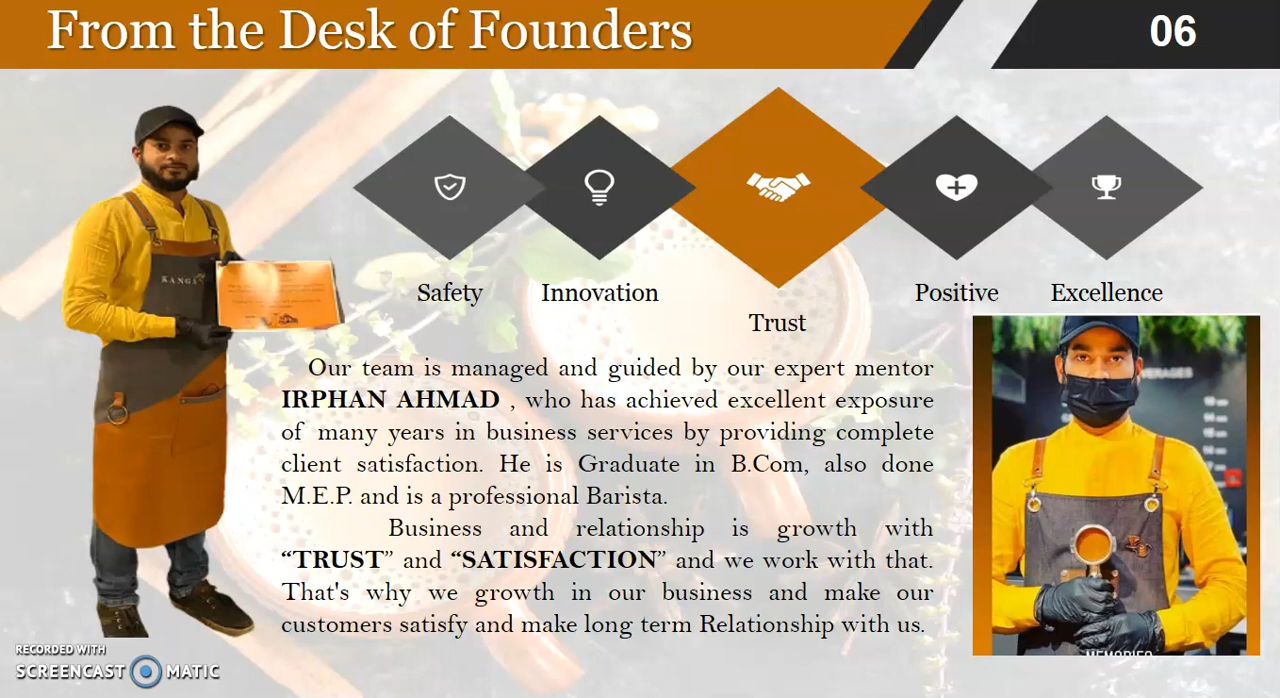 From the Desk of Founders
06
Safety
Innovation
Trust
Positive
Excellence
Our team is managed and guided by our expert mentor
IRPHAN AHMAD , who has achieved excellent exposure
of many years in business services by providing complete
client satisfaction. He is Graduate in B.Com, also done
M.E.P. and is a professional Barista.
Business and relationship is growth with
“TRUST” and “SATISFACTION” and we work with that.
That's why we growth in our business and make our
customers satisfy and make long term Relationship with us.
RECORDED WITH
SCREENCAST MATIC